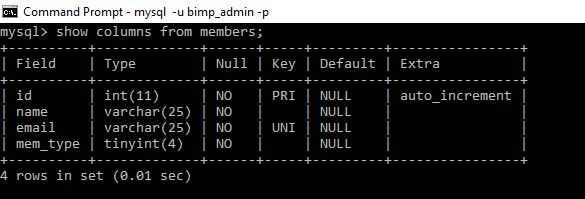 Command Prompt - mysql -u bimp_admin -p
mysql> show columns from members;
+----------+-------------+------+-----+---------+----------------+
| Field    | Type        | Null | Key | Default | Extra          |
+----------+-------------+------+-----+---------+----------------+
| id       | int(11)     | NO   | PRI | NULL    | auto_increment |
| name     | varchar(25) | NO   |     | NULL    |                |
| email    | varchar(25) | NO   | UNI | NULL    |                |
| mem_type | tinyint(4)  | NO   |     | NULL    |                |
+----------+-------------+------+-----+---------+----------------+
4 rows in set (0.01 sec)